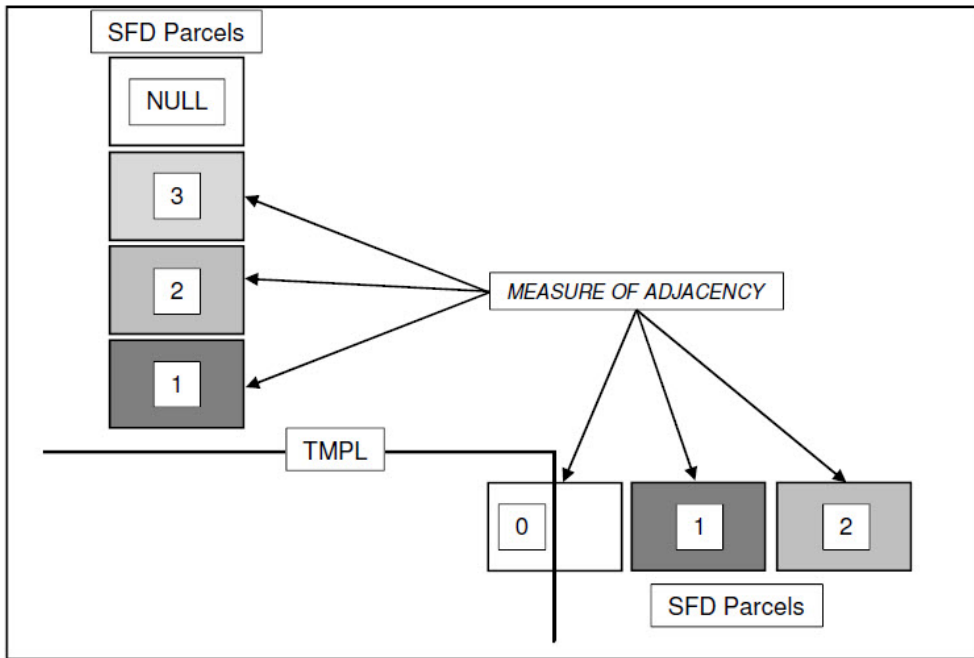 SFD Parcels
NULL
3
2
MEASURE OF ADJACENCY
1
TMPL
0
1
2
SFD Parcels